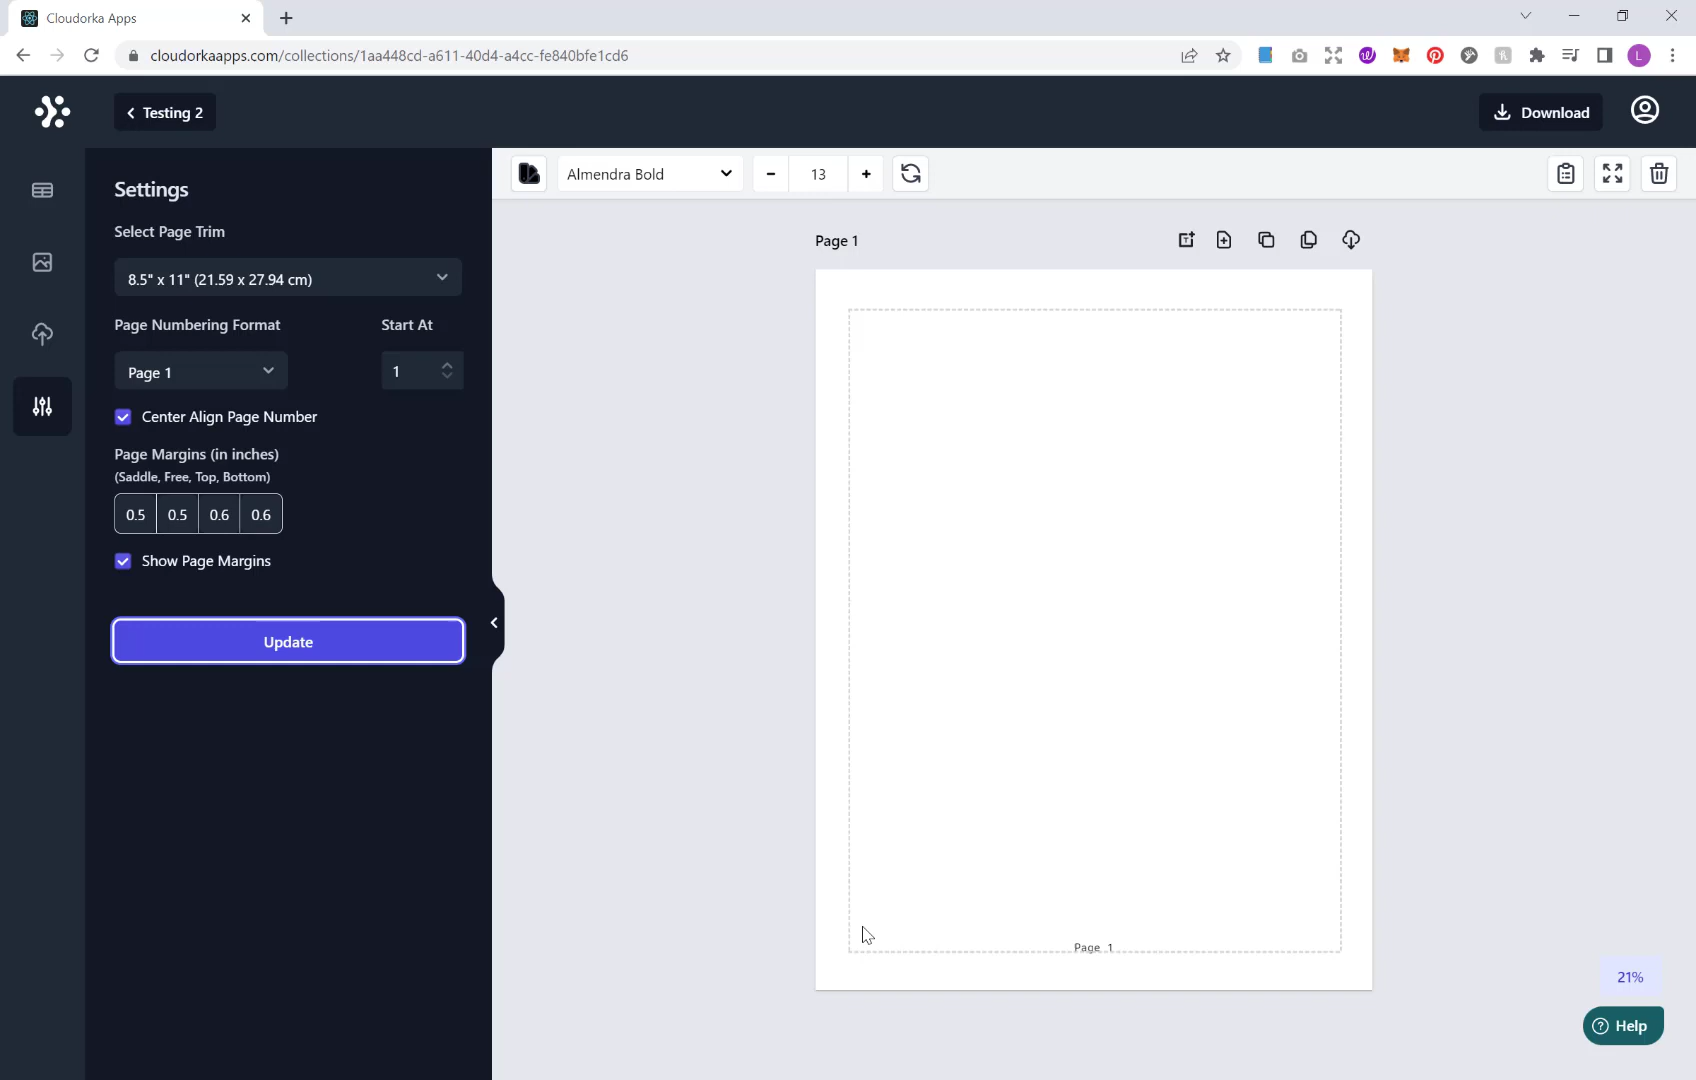 Cloudorka Apps
cloudorkaapps.com/collections/1aa448cd-a611-40d4-a4cc-fe840bfe1cd6
Testing 2
Download
Settings
Almendra Bold
-
13
+
Select Page Trim
Page 1
8.5" x 11" (21.59 x 27.94 cm)
Page Numbering Format
Start At
Page 1
1
Center Align Page Number
Page Margins (in inches)
(Saddle, Free, Top, Bottom)
0.5 0.5 0.6 0.6
Show Page Margins
Update
Page 1
21%
Help
L